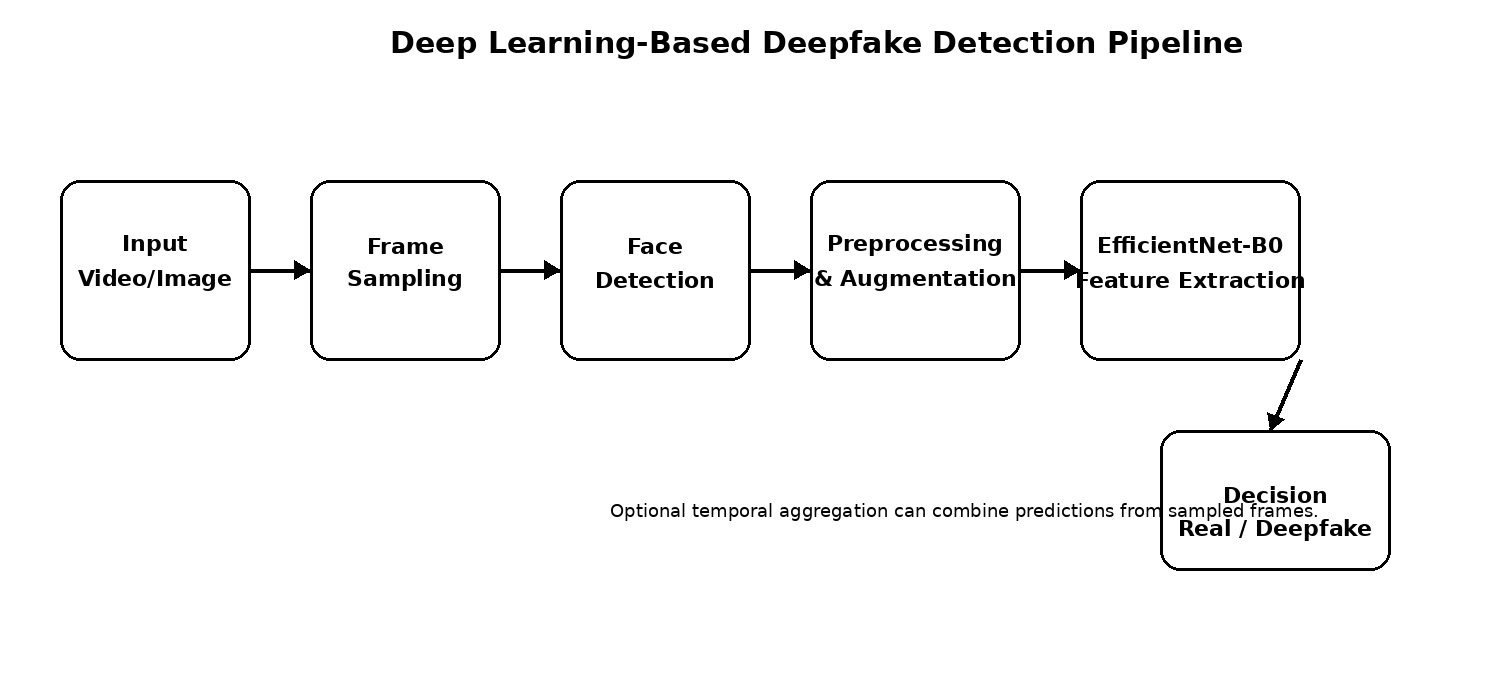 Deep Learning-Based Deepfake Detection Pipeline
Input
Video/Image
Frame
Sampling
Face
Detection
Preprocessing
& Augmentation
EfficientNet-B0
Feature Extraction
Decision
Real / Deepfake
Optional temporal aggregation can combine predictions from sampled frames.